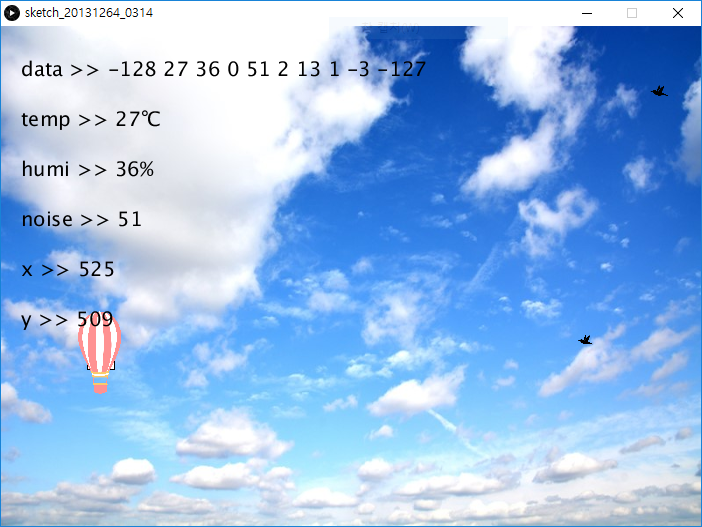 sketch_20131264_0314
data >> -128 27 36 0 51 2 13 1 -3 -127
temp >> 27℃
humi >> 36%
noise >> 51
x >> 525
y >> 509